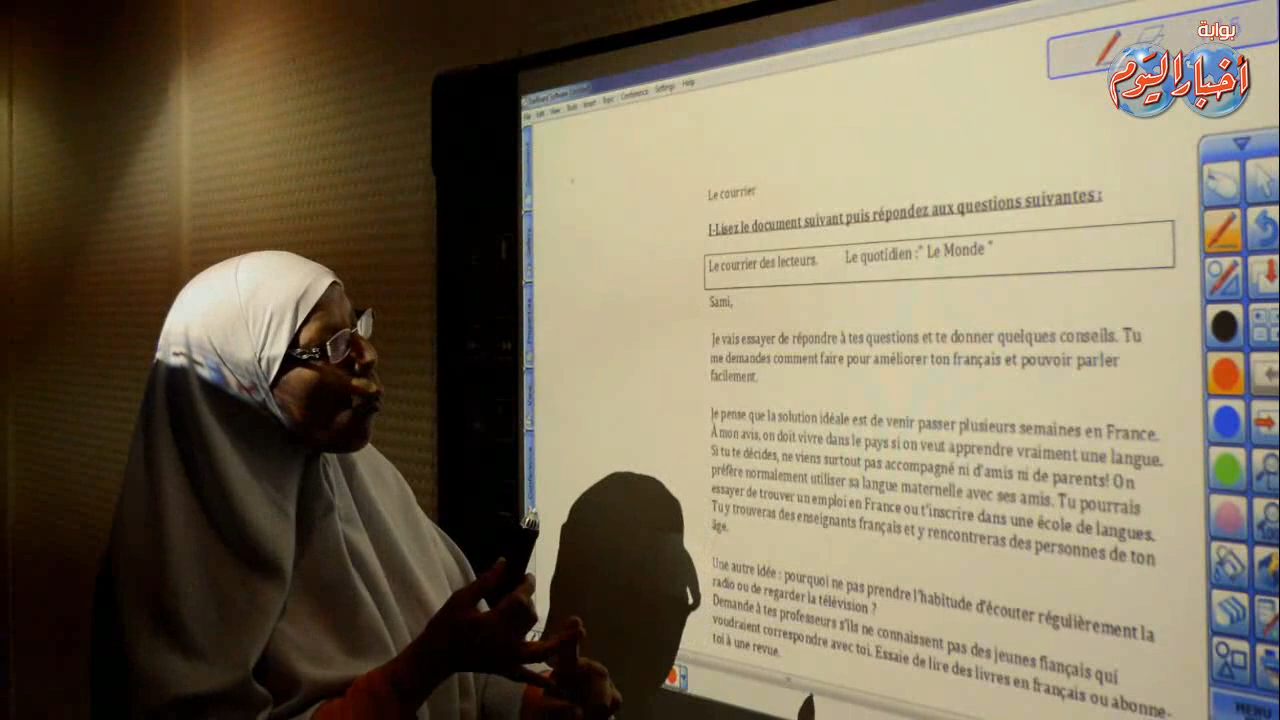 بوابة
أخبار اليوم
File Edit View Tools Insert Topic Conference Settings Help
Le courrier
I-Lisez le document suivant puis répondez aux questions suivantes :
Le courrier des lecteurs. Le quotidien :" Le Monde "
Sami,
Je vais essayer de répondre à tes questions et te donner quelques conseils. Tu
me demandes comment faire pour améliorer ton français et pouvoir parler
facilement.
Je pense que la solution idéale est de venir passer plusieurs semaines en France.
À mon avis, on doit vivre dans le pays si on veut apprendre vraiment une langue.
Si tu te décides, ne viens surtout pas accompagné ni d'amis ni de parents! On
préfère normalement utiliser sa langue maternelle avec ses amis. Tu pourrais
essayer de trouver un emploi en France ou t'inscrire dans une école de langues.
Tu y trouveras des enseignants français et y rencontreras des personnes de ton
âge.
Une autre idée : pourquoi ne pas prendre l'habitude d'écouter régulièrement la
radio ou de regarder la télévision ?
Demande à tes professeurs s'ils ne connaissent pas des jeunes français qui
voudraient correspondre avec toi. Essaie de lire des livres en français ou abonne-
toi à une revue.
MENU